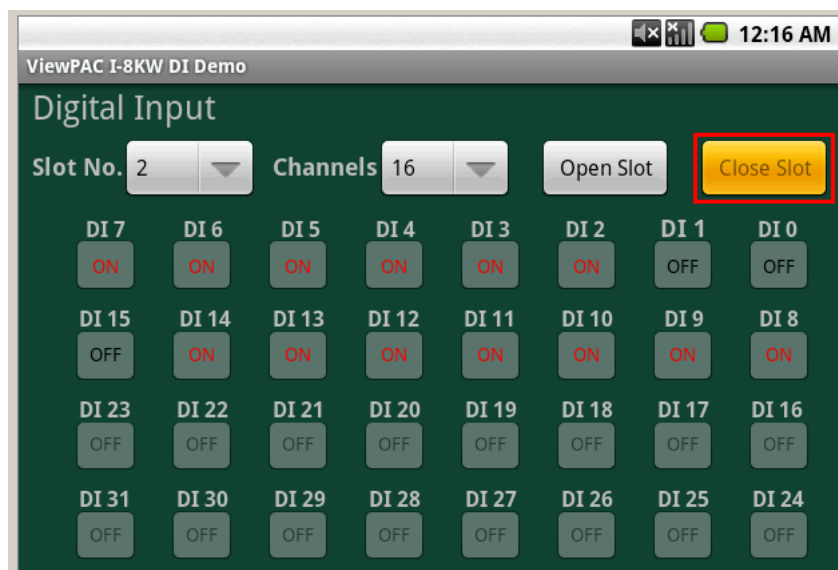 12:16 AM
ViewPAC I-8KW DI Demo
Digital Input
Slot No. 2 Channels 16 Open Slot Close Slot
DI 7 DI 6 DI 5 DI 4 DI 3 DI 2 DI 1 DI 0
ON ON ON ON ON ON OFF OFF
DI 15 DI 14 DI 13 DI 12 DI 11 DI 10 DI 9 DI 8
OFF ON ON ON ON ON ON ON
DI 23 DI 22 DI 21 DI 20 DI 19 DI 18 DI 17 DI 16
OFF OFF OFF OFF OFF OFF OFF OFF
DI 31 DI 30 DI 29 DI 28 DI 27 DI 26 DI 25 DI 24
OFF OFF OFF OFF OFF OFF OFF OFF